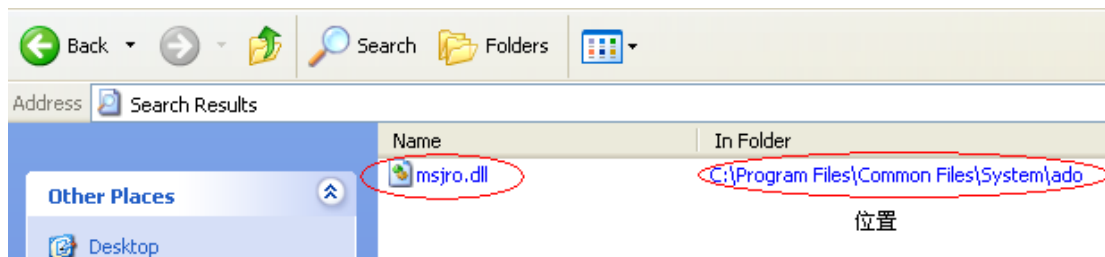 Back Search Folders
Address Search Results
Name In Folder
msjro.dll C:\Program Files\Common Files\System\ado
Other Places
位置
Desktop